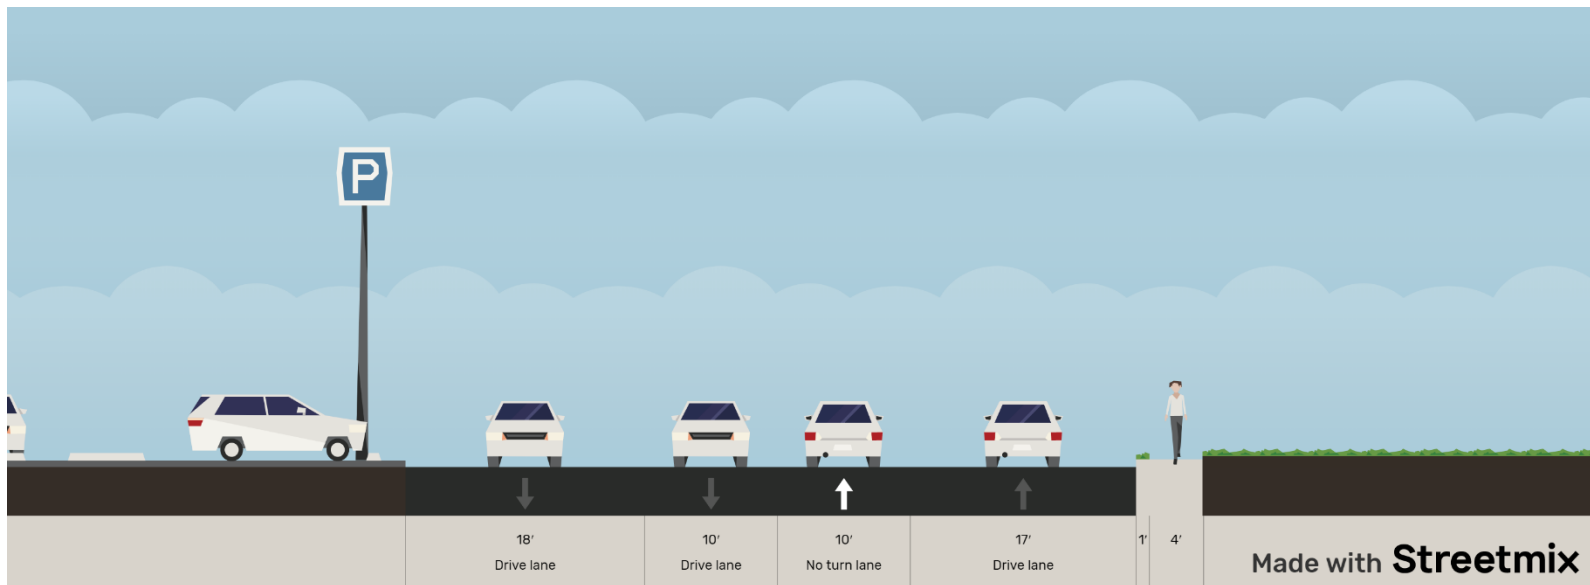 P
18′
Drive lane
10′
Drive lane
10′
No turn lane
17′
Drive lane
1′
4′
Made with Streetmix